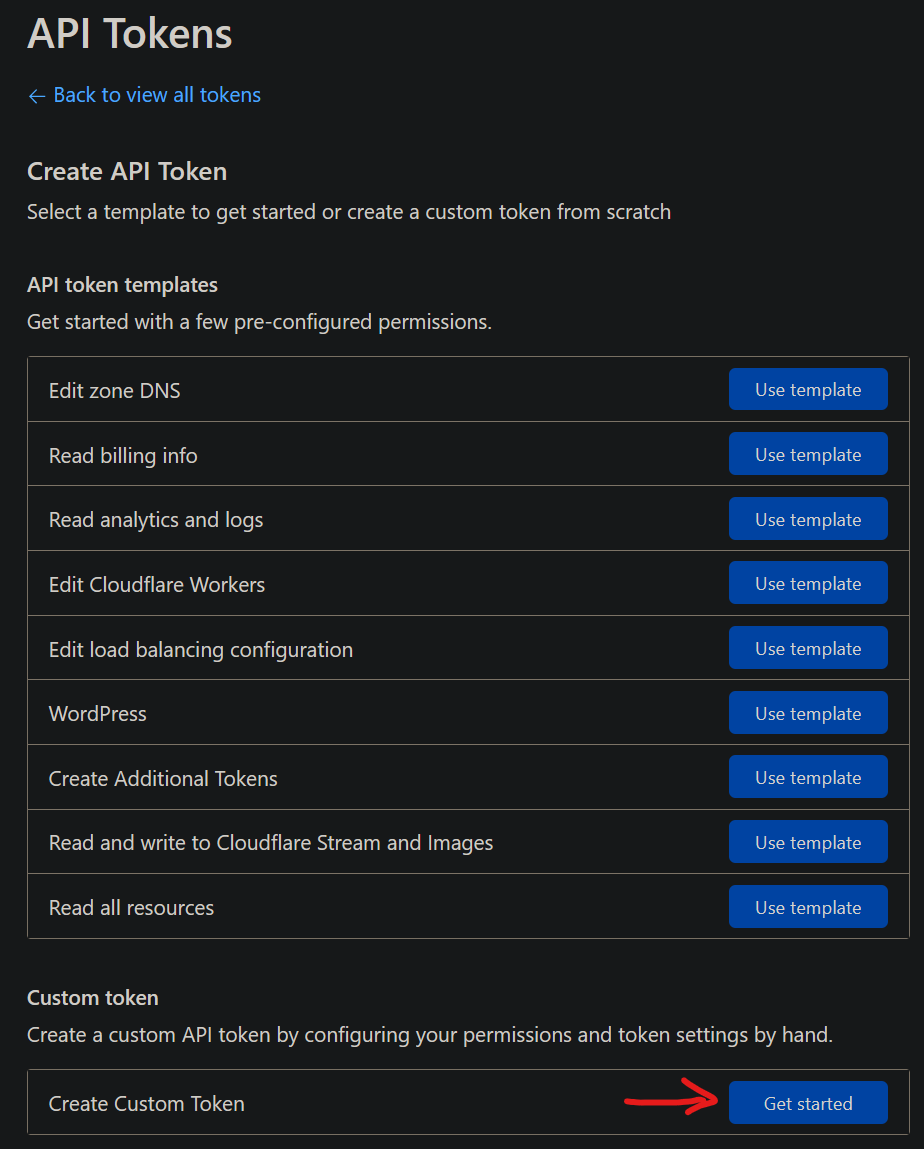 API Tokens
← Back to view all tokens
Create API Token
Select a template to get started or create a custom token from scratch
API token templates
Get started with a few pre-configured permissions.
Edit zone DNS Use template
Read billing info Use template
Read analytics and logs Use template
Edit Cloudflare Workers Use template
Edit load balancing configuration Use template
WordPress Use template
Create Additional Tokens Use template
Read and write to Cloudflare Stream and Images Use template
Read all resources Use template
Custom token
Create a custom API token by configuring your permissions and token settings by hand.
Create Custom Token Get started